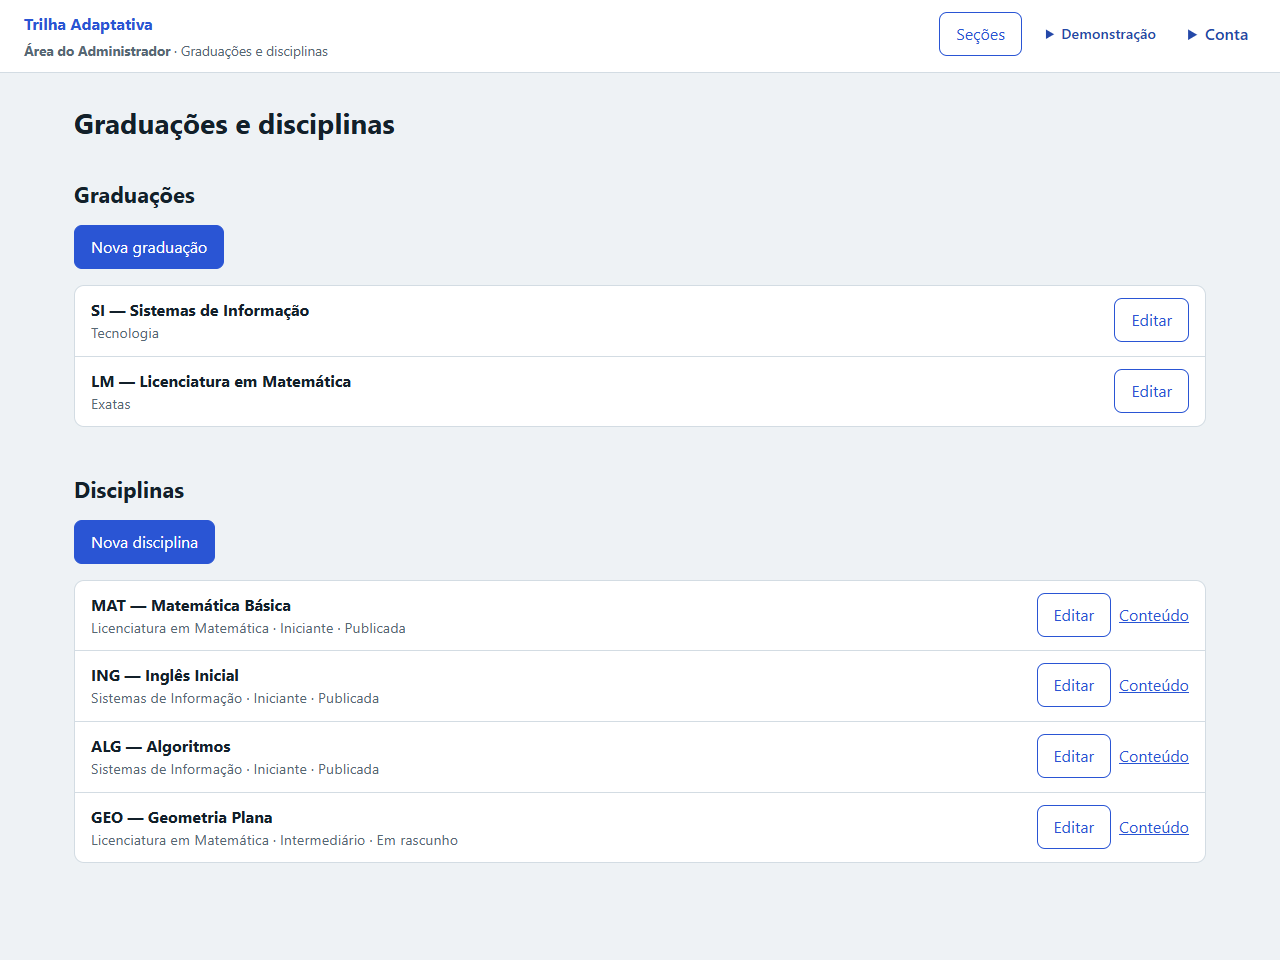 Trilha Adaptativa
Área do Administrador · Graduações e disciplinas
Seções
Demonstração
Conta
Graduações e disciplinas
Graduações
Nova graduação
SI — Sistemas de Informação
Tecnologia
Editar
LM — Licenciatura em Matemática
Exatas
Editar
Disciplinas
Nova disciplina
MAT — Matemática Básica
Licenciatura em Matemática · Iniciante · Publicada
Editar Conteúdo
ING — Inglês Inicial
Sistemas de Informação · Iniciante · Publicada
Editar Conteúdo
ALG — Algoritmos
Sistemas de Informação · Iniciante · Publicada
Editar Conteúdo
GEO — Geometria Plana
Licenciatura em Matemática · Intermediário · Em rascunho
Editar Conteúdo